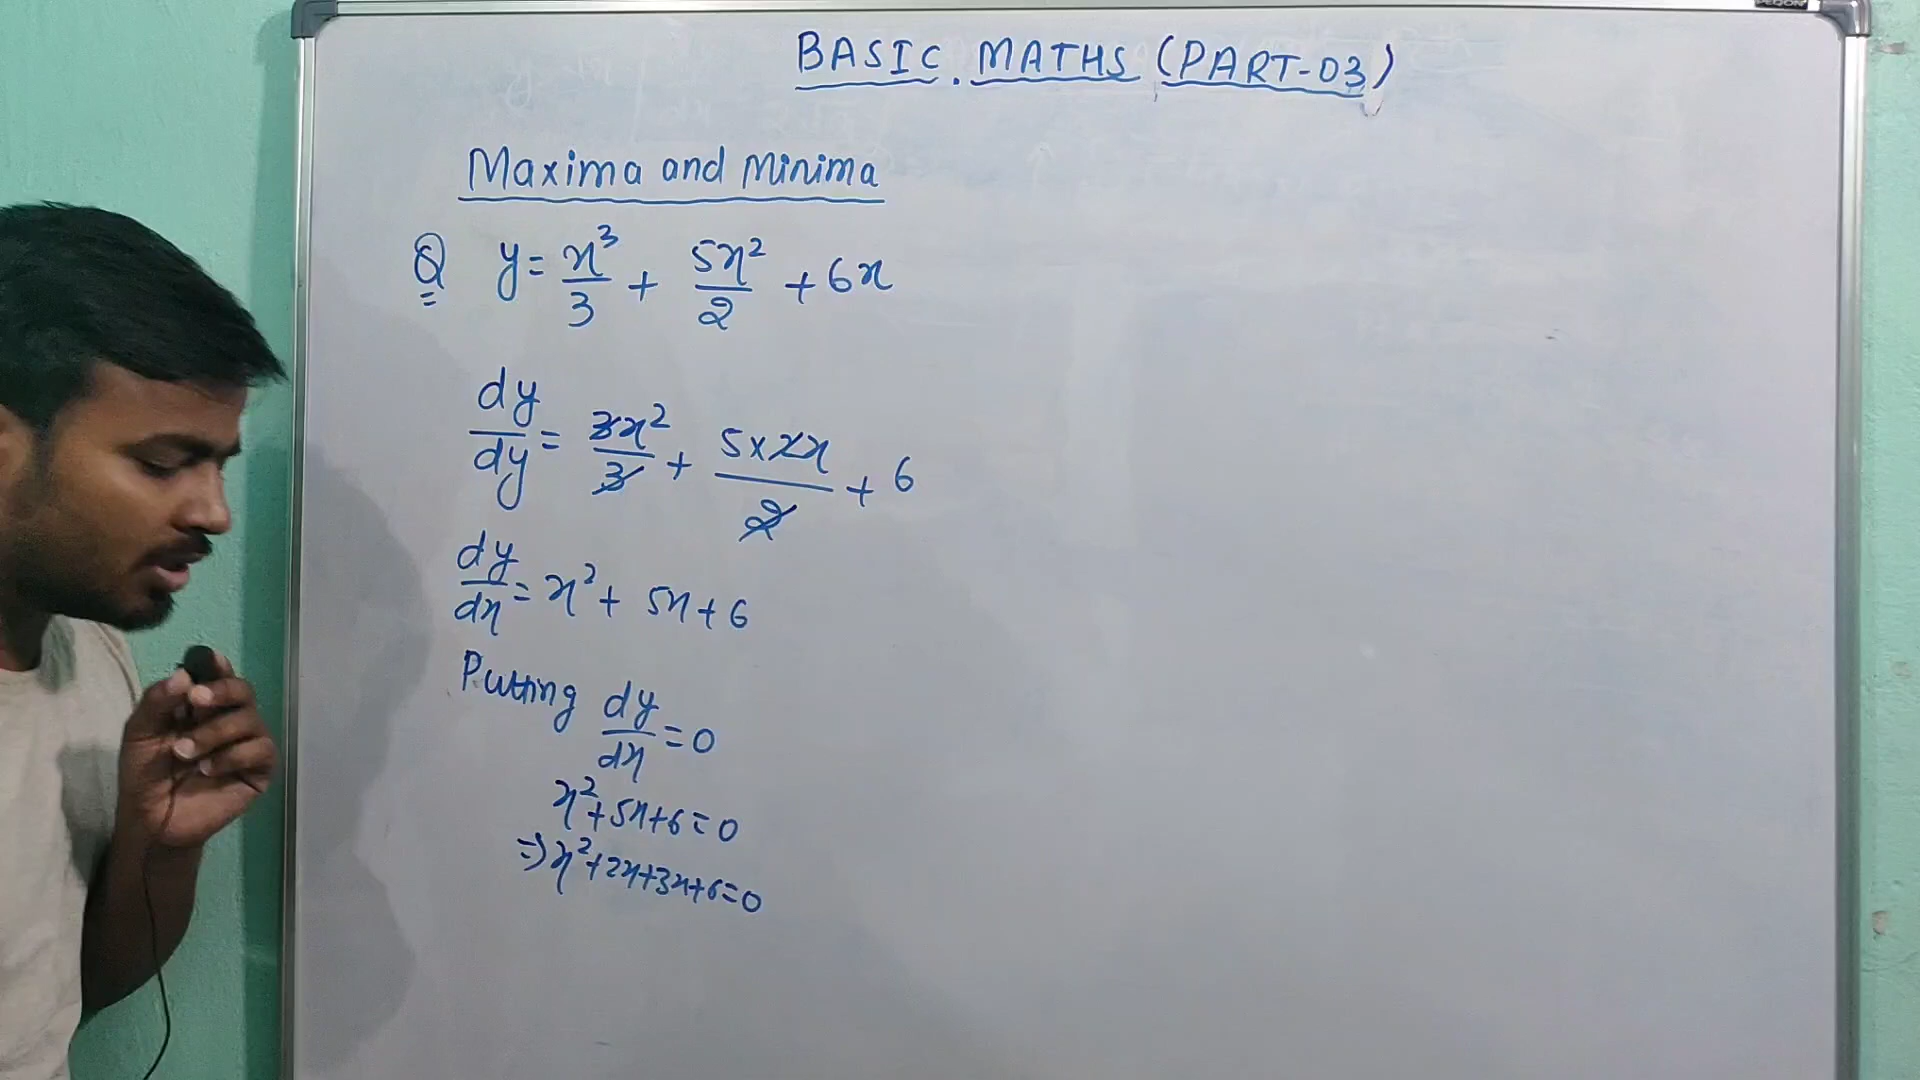 BASIC. MATHS (PART-03)
Maxima and Minima
Q y = x³/3 + 5x²/2 + 6x
dy/dy = 3x²/3 + 5×2x/2 + 6
dy/dx = x² + 5x + 6
Putting dy/dx = 0
x² + 5x + 6 = 0
⇒ x² + 2x + 3x + 6 = 0